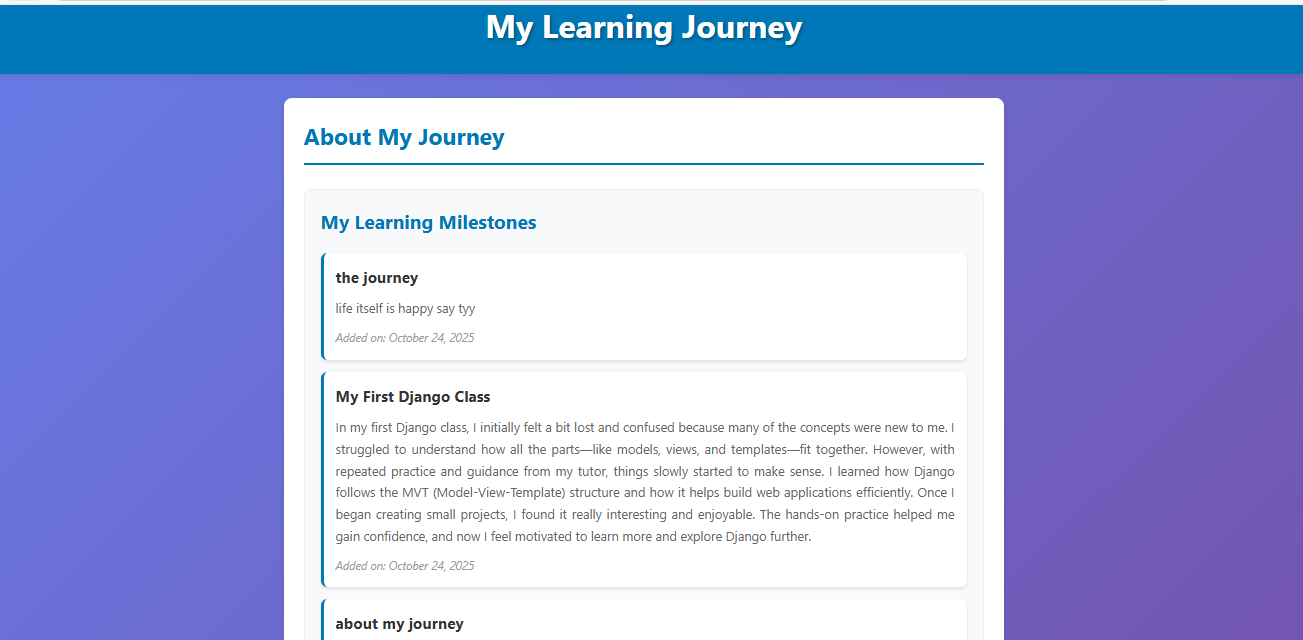 My Learning Journey
About My Journey
My Learning Milestones
the journey
life itself is happy say tyy
Added on: October 24, 2025
My First Django Class
In my first Django class, I initially felt a bit lost and confused because many of the concepts were new to me. I
struggled to understand how all the parts—like models, views, and templates—fit together. However, with
repeated practice and guidance from my tutor, things slowly started to make sense. I learned how Django
follows the MVT (Model-View-Template) structure and how it helps build web applications efficiently. Once I
began creating small projects, I found it really interesting and enjoyable. The hands-on practice helped me
gain confidence, and now I feel motivated to learn more and explore Django further.
Added on: October 24, 2025
about my journey